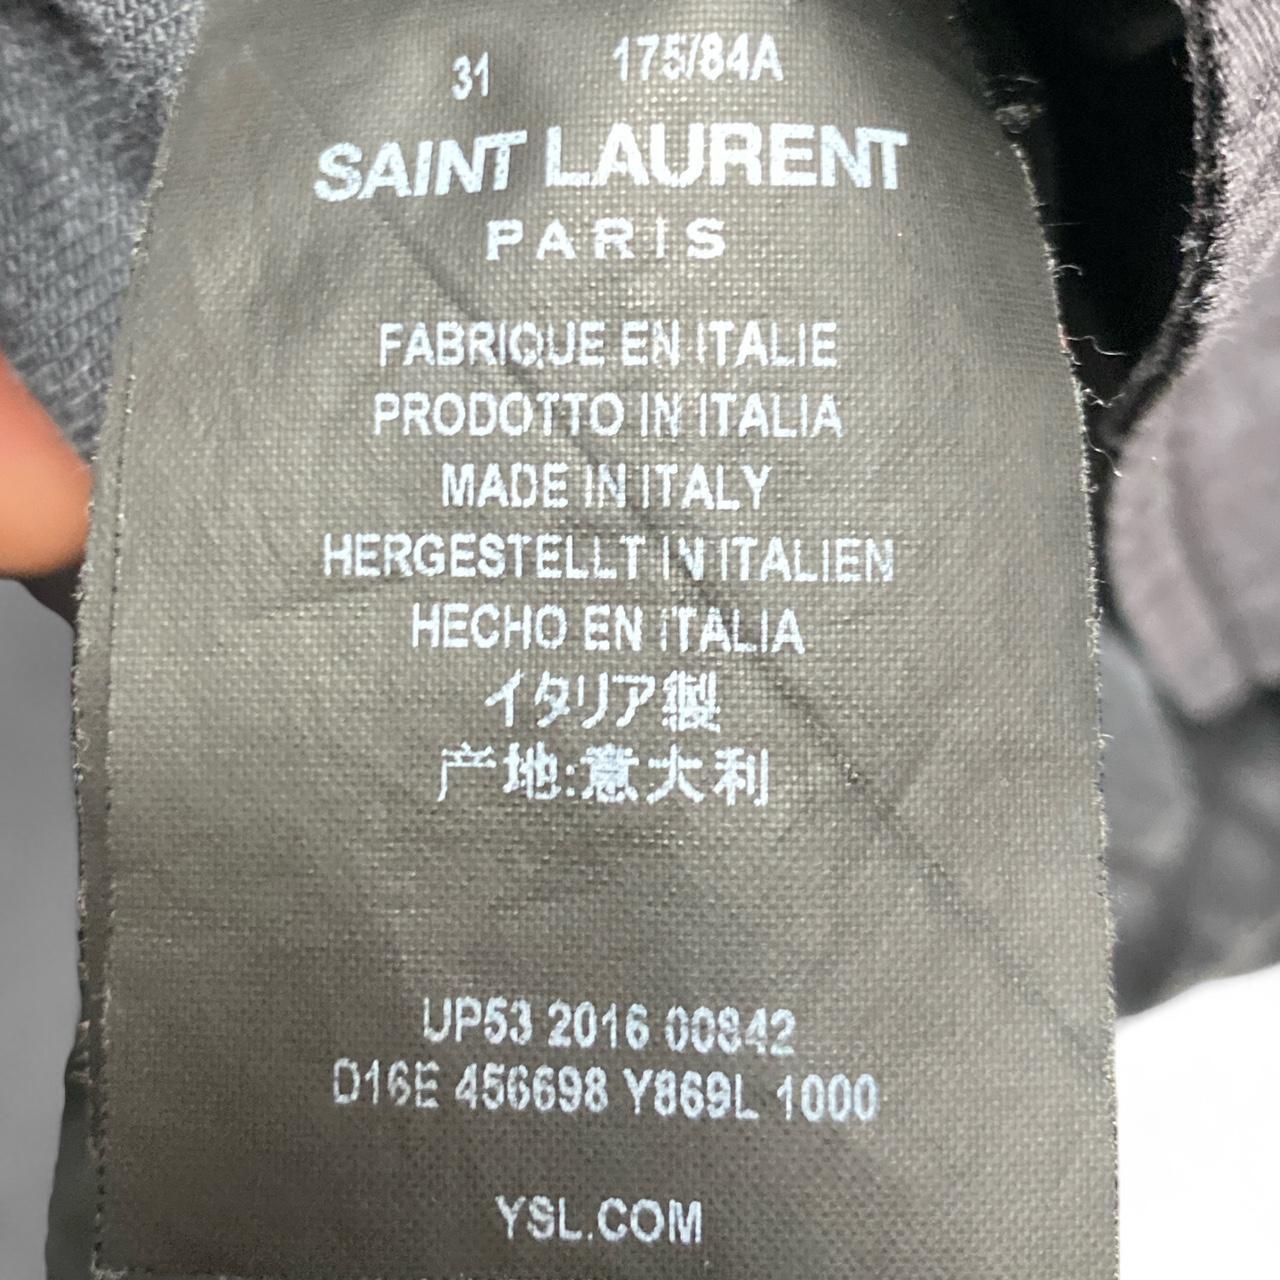 31 175/84A
SAINT LAURENT
PARIS
FABRIQUE EN ITALIE
PRODOTTO IN ITALIA
MADE IN ITALY
HERGESTELLT IN ITALIEN
HECHO EN ITALIA
イタリア製
产地:意大利
UP53 2016 00842
D16E 456698 Y869L 1000
YSL.COM